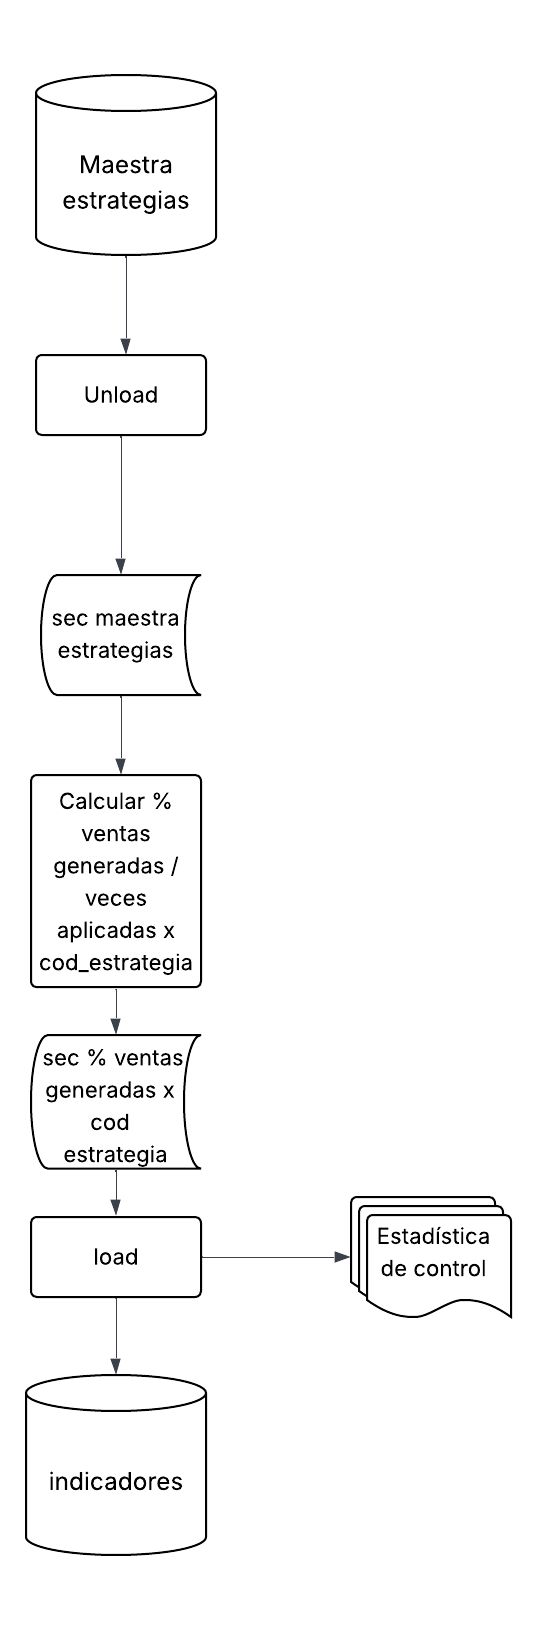 Maestra
estrategias
Unload
sec maestra
estrategias
Calcular %
ventas
generadas /
veces
aplicadas x
cod_estrategia
sec % ventas
generadas x
cod
estrategia
load
Estadística
de control
indicadores